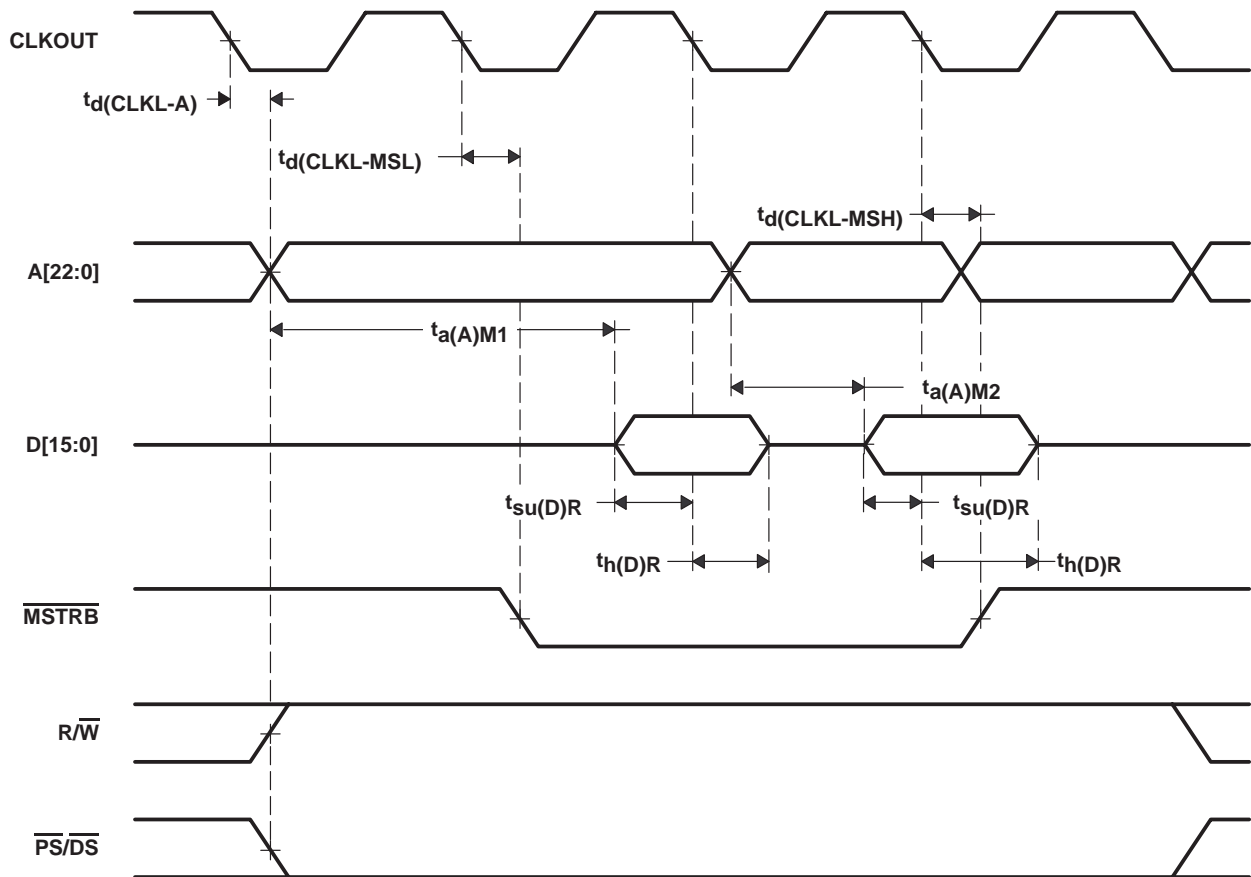 CLKOUT
td(CLKL-A)
td(CLKL-MSL)
td(CLKL-MSH)
A[22:0]
ta(A)M1
ta(A)M2
D[15:0]
tsu(D)R
tsu(D)R
th(D)R
th(D)R
MSTRB
R/W
PS/DS